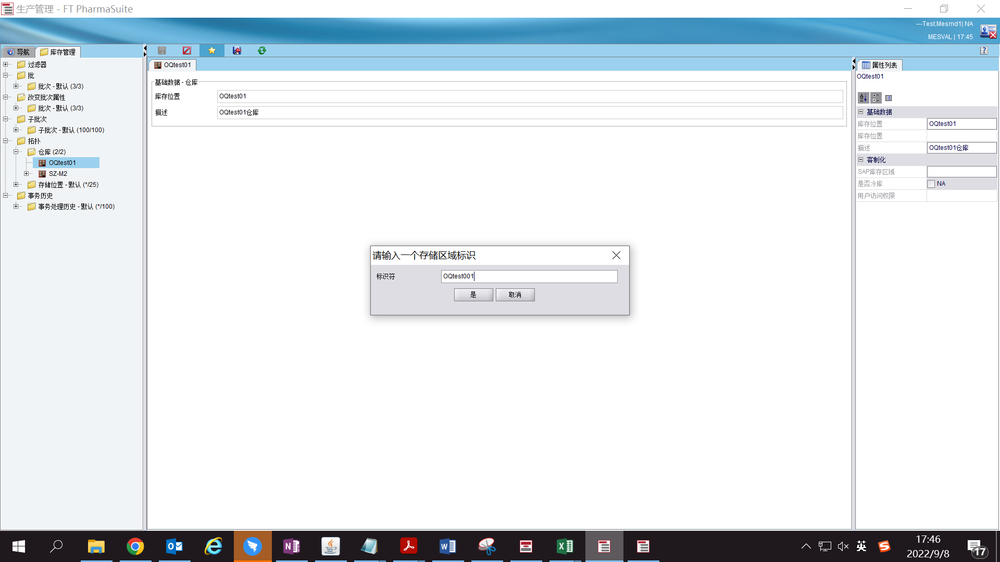 生产管理 - FT PharmaSuite
---Test.Mesmd1| NA
MESVAL | 17:45
导航
库存管理
过滤器
批
批次 - 默认 (3/3)
改变批次属性
批次 - 默认 (3/3)
子批次
子批次 - 默认 (100/100)
拓扑
仓库 (2/2)
OQtest01
SZ-M2
存储位置 - 默认 (*/25)
事务历史
事务处理历史 - 默认 (*/100)
OQtest01
基础数据 - 仓库
库存位置 OQtest01
描述 OQtest01仓库
请输入一个存储区域标识
标识符 OQtest001
是 取消
属性列表
OQtest01
基础数据
库存位置 OQtest01
库存位置
描述 OQtest01仓库
客制化
SAP库存区域
是否冷库 NA
用户访问权限
英
17:46
2022/9/8
17